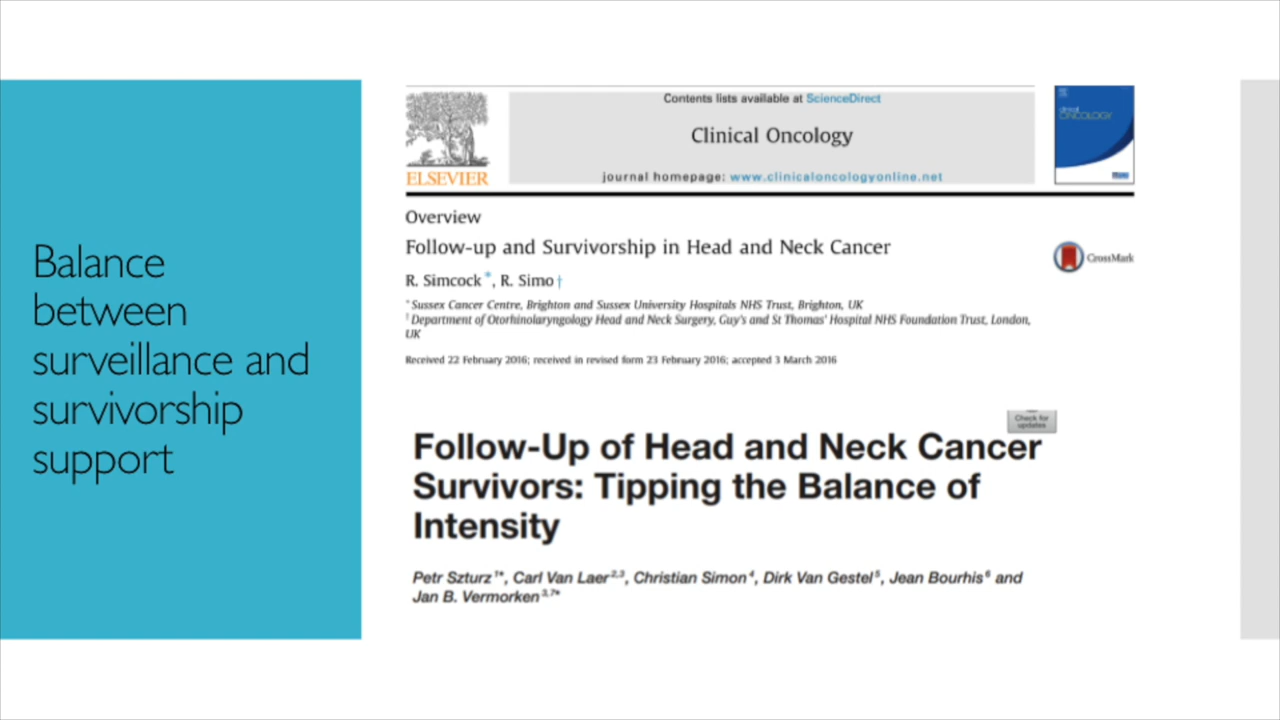 Balance
between
surveillance and
survivorship
support
Contents lists available at ScienceDirect
Clinical Oncology
journal homepage: www.clinicaloncologyonline.net
ELSEVIER
clinical
ONCOLOGY
Overview
Follow-up and Survivorship in Head and Neck Cancer
CrossMark
R. Simcock *, R. Simo †
* Sussex Cancer Centre, Brighton and Sussex University Hospitals NHS Trust, Brighton, UK
† Department of Otorhinolaryngology Head and Neck Surgery, Guy's and St Thomas' Hospital NHS Foundation Trust, London,
UK
Received 22 February 2016; received in revised form 23 February 2016; accepted 3 March 2016
Check for
updates
Follow-Up of Head and Neck Cancer
Survivors: Tipping the Balance of
Intensity
Petr Szturz 1*, Carl Van Laer 2,3, Christian Simon 4, Dirk Van Gestel 5, Jean Bourhis 6 and
Jan B. Vermorken 3,7*